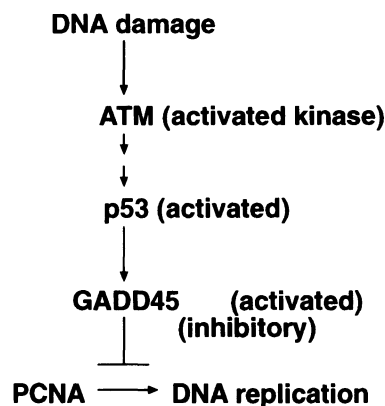 DNA damage
ATM (activated kinase)
p53 (activated)
GADD45 (activated)
(inhibitory)
PCNA DNA replication